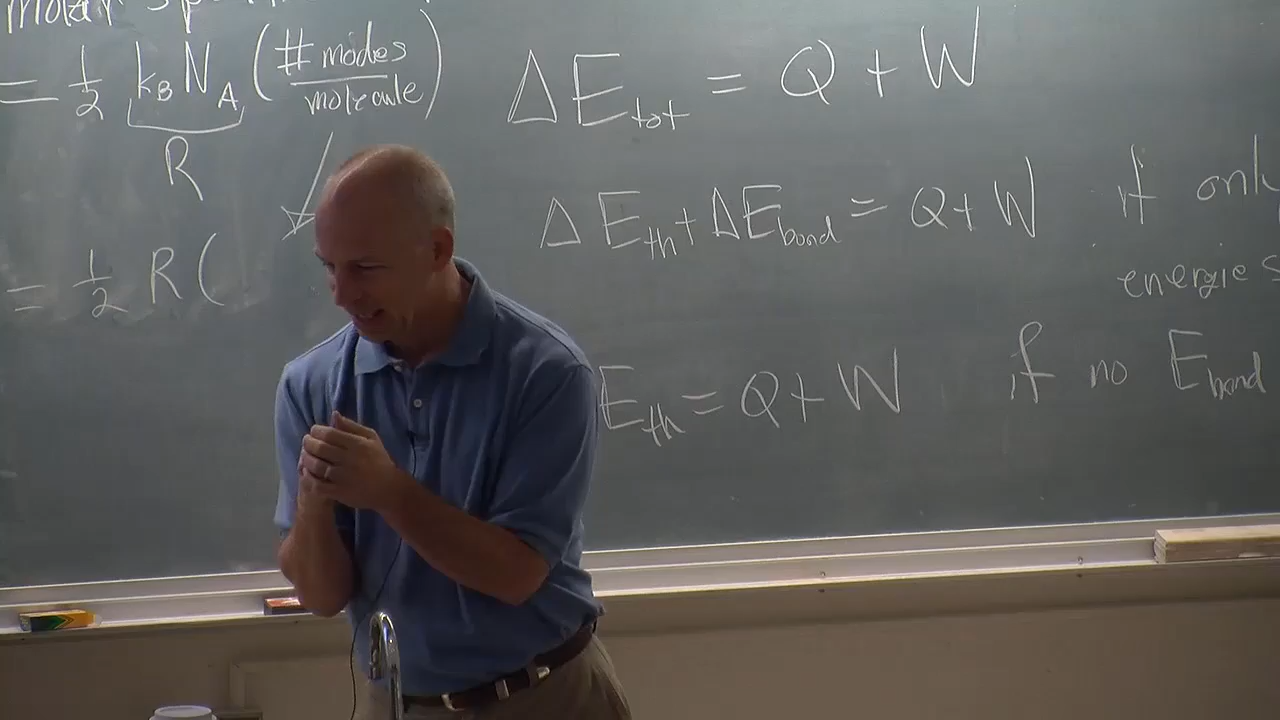 molar
= 1/2 k_B N_A (# modes / molecule)
R
= 1/2 R (
ΔE_tot = Q + W
ΔE_th + ΔE_bond = Q + W if only
energies
E_th = Q + W if no E_bond